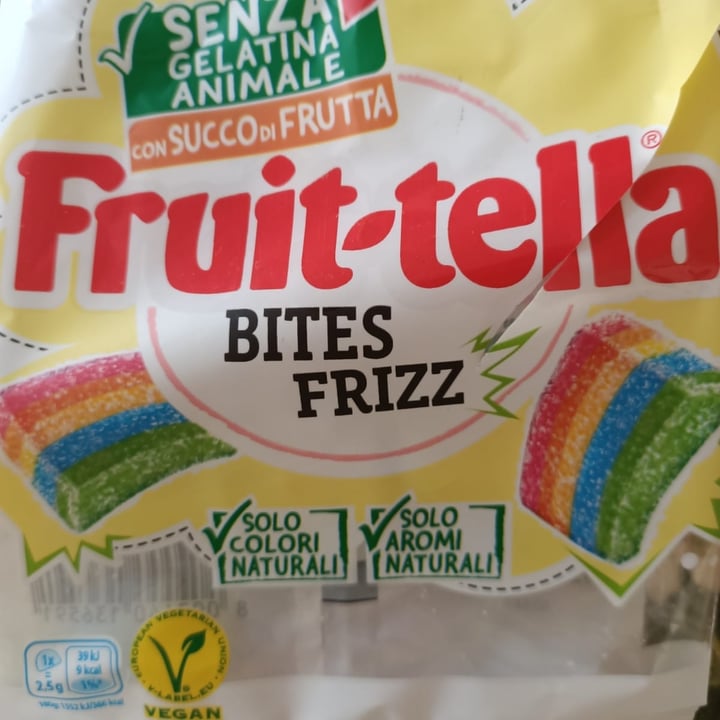 SENZA
GELATINA
ANIMALE
CON SUCCO DI FRUTTA
Fruit-tella®
BITES
FRIZZ
SOLO
COLORI
NATURALI
SOLO
AROMI
NATURALI
EUROPEAN VEGETARIAN UNION
V-LABEL.EU
VEGAN
1x
=
2,5g
39 kJ
9 kcal